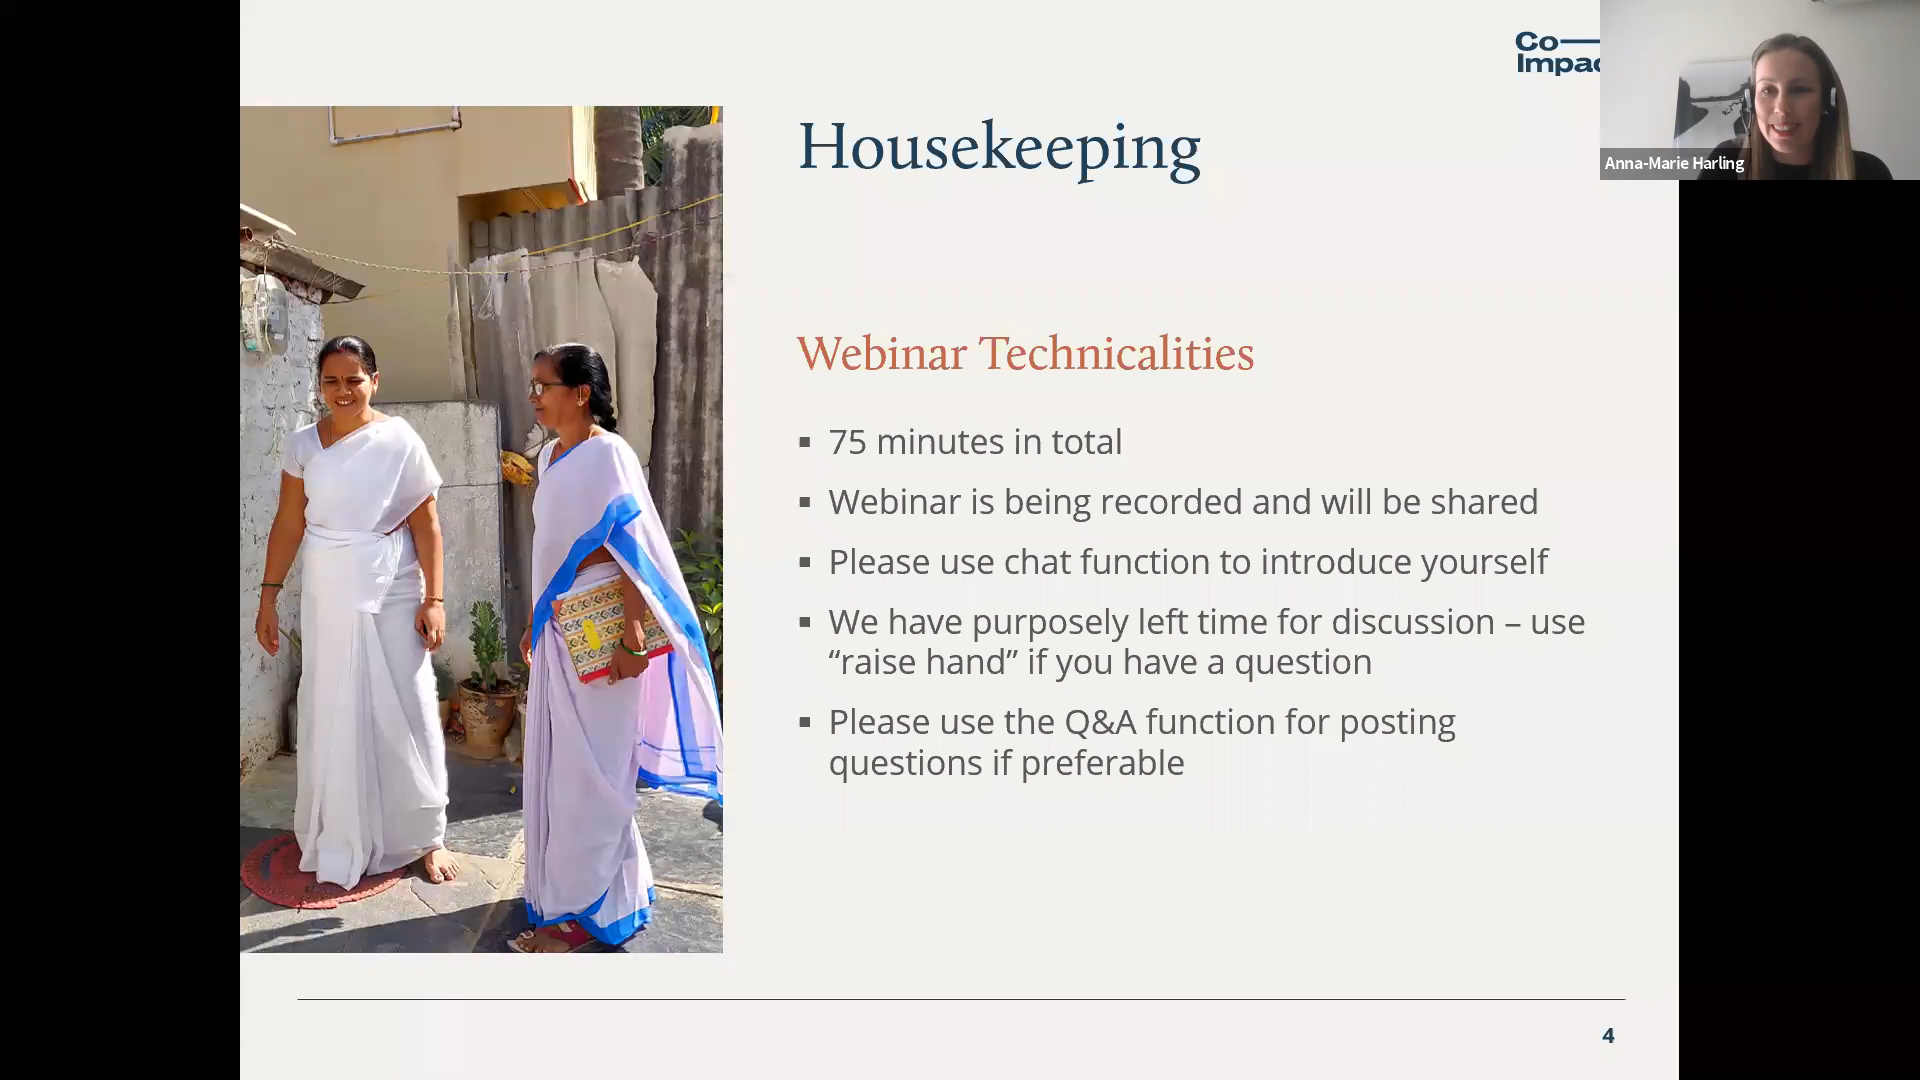 Co
Housekeeping
Anna-Marie Harling
Webinar Technicalities
▪ 75 minutes in total
▪ Webinar is being recorded and will be shared
▪ Please use chat function to introduce yourself
▪ We have purposely left time for discussion – use
“raise hand” if you have a question
▪ Please use the Q&A function for posting
questions if preferable
4